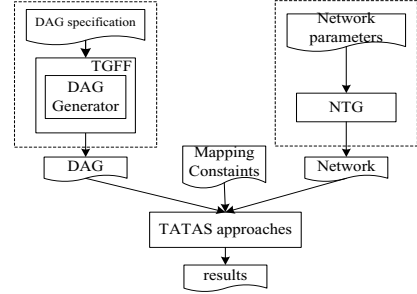 DAG specification
TGFF
DAG
Generator
Network
parameters
NTG
DAG
Mapping
Constaints
Network
TATAS approaches
results